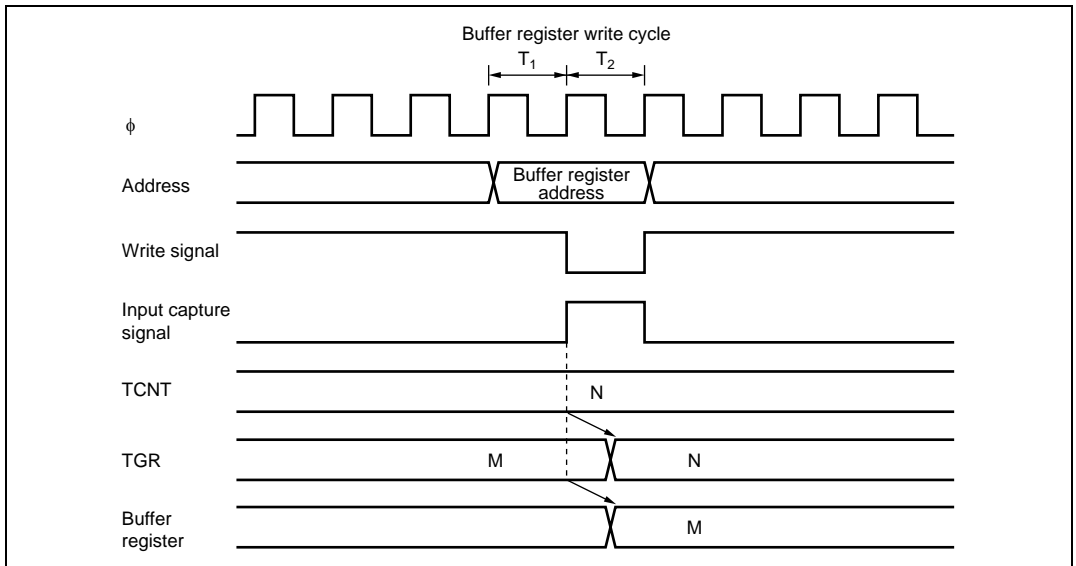 Buffer register write cycle
T₁ T₂
ϕ
Address
Buffer register
address
Write signal
Input capture
signal
TCNT
N
TGR
M N
Buffer
register
M